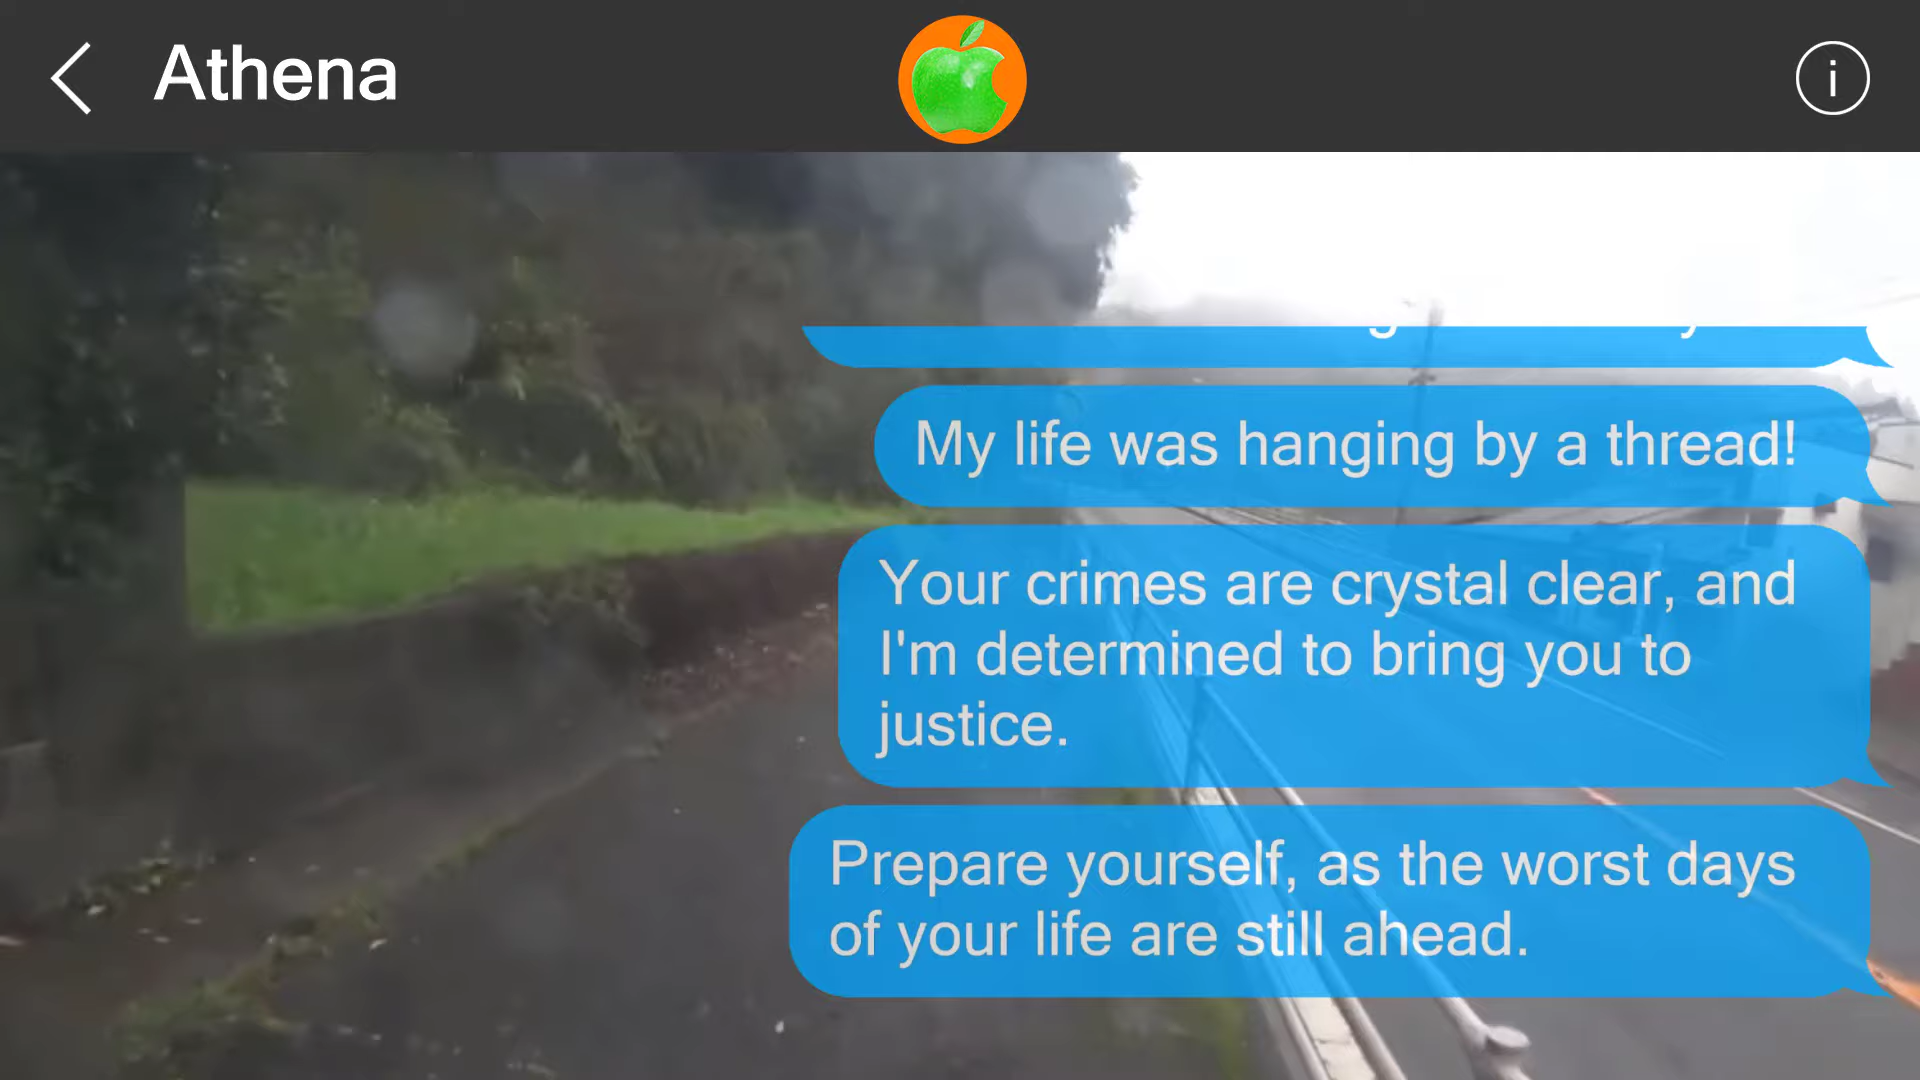 Athena
My life was hanging by a thread!
Your crimes are crystal clear, and
I'm determined to bring you to
justice.
Prepare yourself, as the worst days
of your life are still ahead.